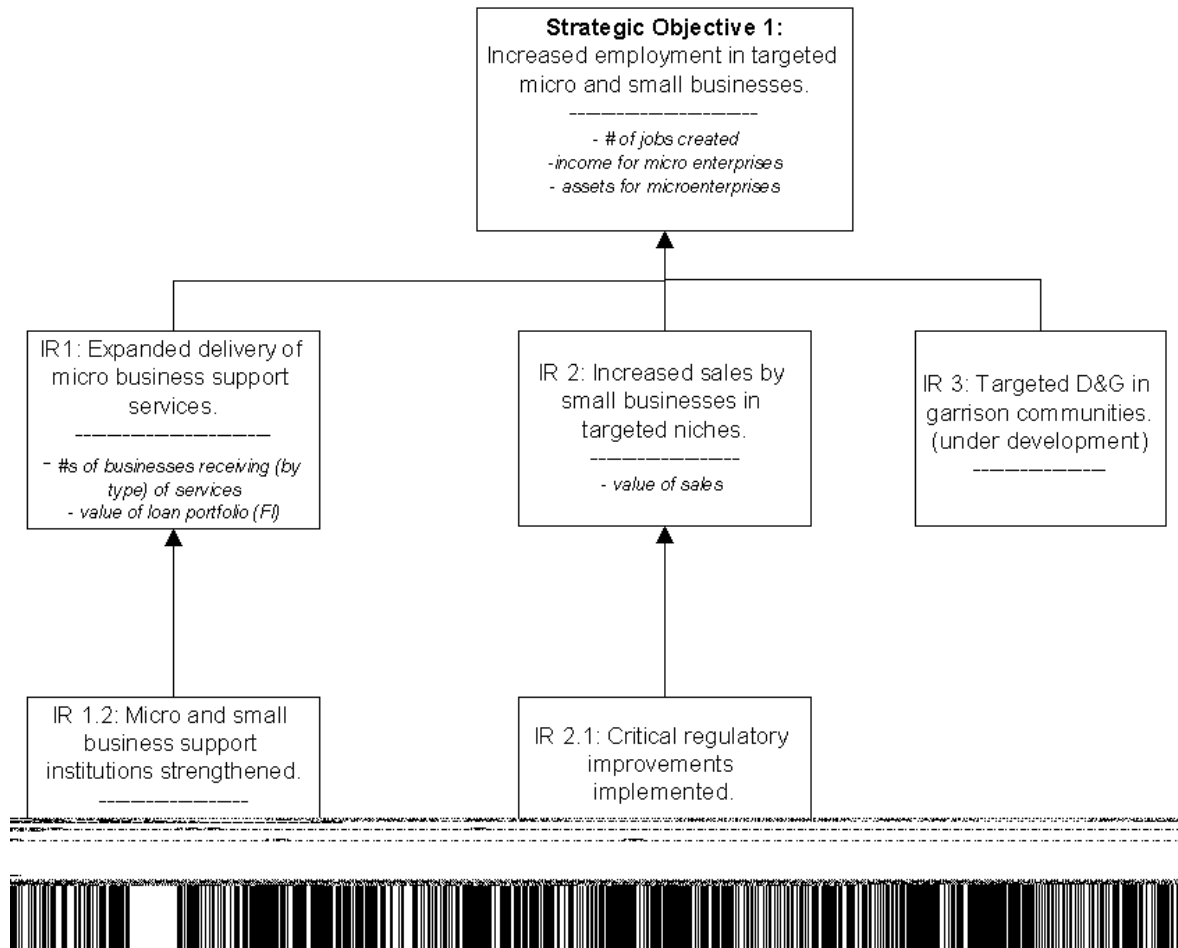 Strategic Objective 1:
Increased employment in targeted
micro and small businesses.
------------------------
- # of jobs created
-income for micro enterprises
- assets for microenterprises
IR1: Expanded delivery of
micro business support
services.
-------------------------
- #s of businesses receiving (by
type) of services
- value of loan portfolio (FI)
IR 2: Increased sales by
small businesses in
targeted niches.
-------------------
- value of sales
IR 3: Targeted D&G in
garrison communities.
(under development)
-----------------
IR 1.2: Micro and small
business support
institutions strengthened.
-------------------
IR 2.1: Critical regulatory
improvements
implemented.